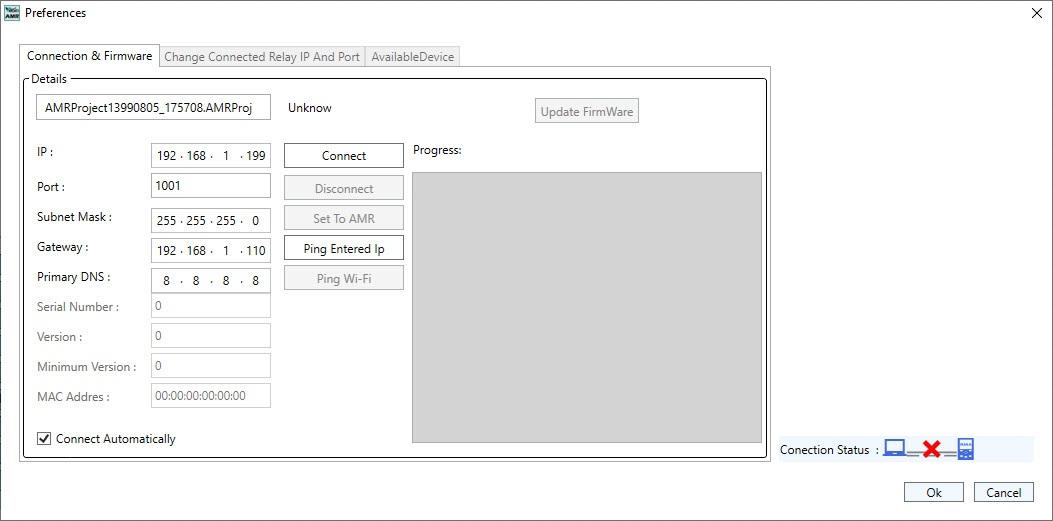 Preferences
Connection & Firmware Change Connected Relay IP And Port AvailableDevice
Details
AMRProject13990805_175708.AMRProj Unknow Update FirmWare
IP : 192 . 168 . 1 . 199 Connect Progress:
Port : 1001 Disconnect
Subnet Mask : 255 . 255 . 255 . 0 Set To AMR
Gateway : 192 . 168 . 1 . 110 Ping Entered Ip
Primary DNS : 8 . 8 . 8 . 8 Ping Wi-Fi
Serial Number : 0
Version : 0
Minimum Version : 0
MAC Addres : 00:00:00:00:00:00
Connect Automatically
Conection Status :
Ok Cancel